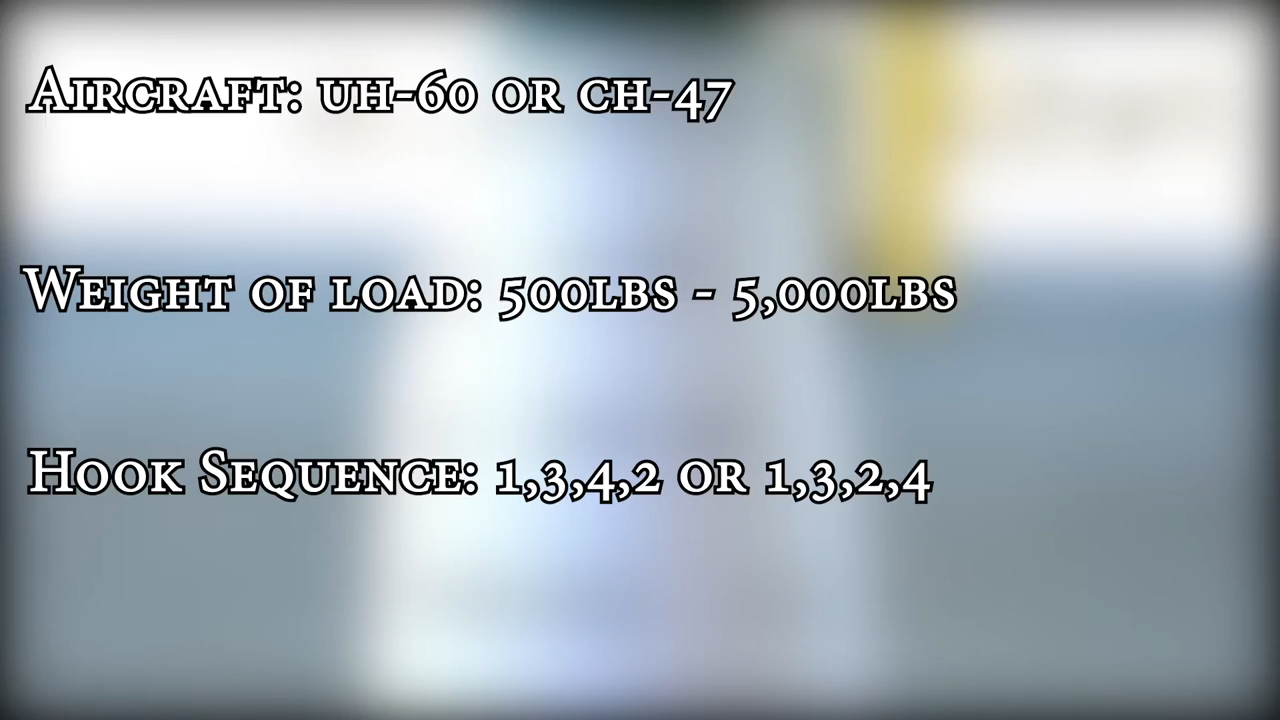 Aircraft: UH-60 or CH-47
Weight of load: 500lbs - 5,000lbs
Hook Sequence: 1,3,4,2 or 1,3,2,4